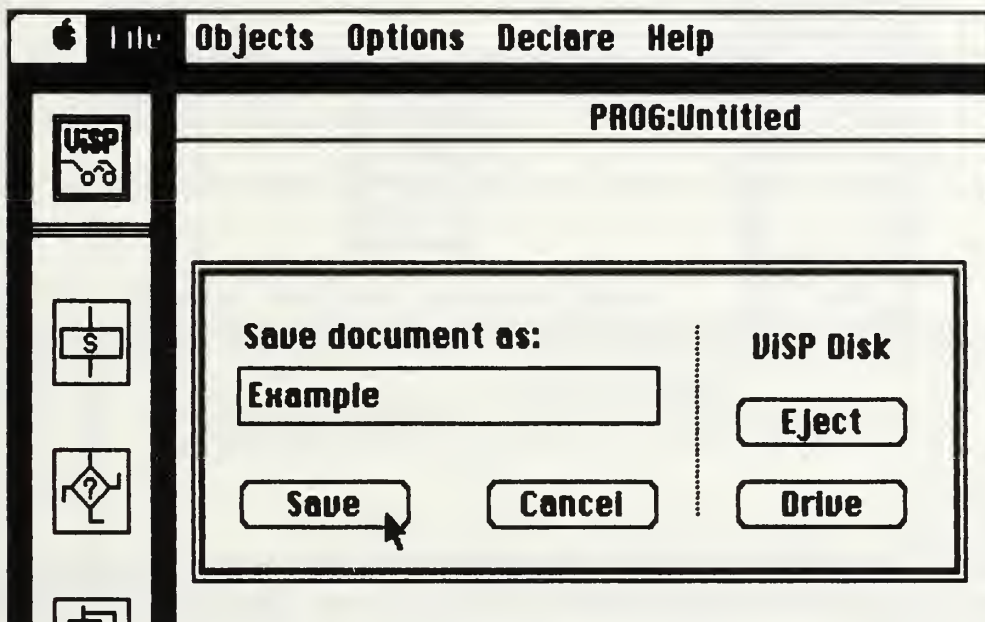 File Objects Options Declare Help
PROG:Untitled
ViSP
S
?
Save document as:
Example
Save Cancel
ViSP Disk
Eject
Drive